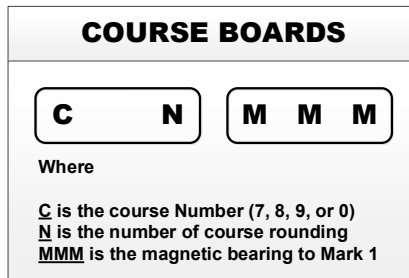 COURSE BOARDS
C N M M M
Where
C is the course Number (7, 8, 9, or 0)
N is the number of course rounding
MMM is the magnetic bearing to Mark 1